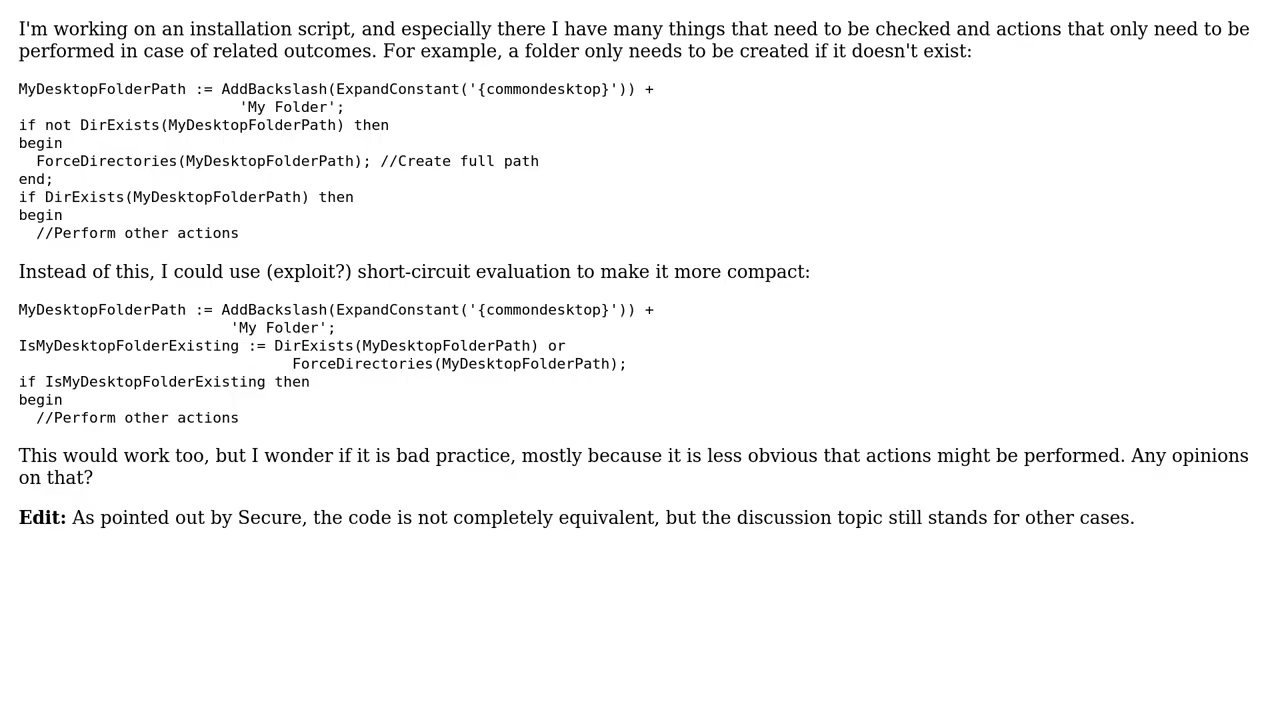 I'm working on an installation script, and especially there I have many things that need to be checked and actions that only need to be
performed in case of related outcomes. For example, a folder only needs to be created if it doesn't exist:
MyDesktopFolderPath := AddBackslash(ExpandConstant('{commondesktop}')) +
                         'My Folder';
if not DirExists(MyDesktopFolderPath) then
begin
  ForceDirectories(MyDesktopFolderPath); //Create full path
end;
if DirExists(MyDesktopFolderPath) then
begin
  //Perform other actions
Instead of this, I could use (exploit?) short-circuit evaluation to make it more compact:
MyDesktopFolderPath := AddBackslash(ExpandConstant('{commondesktop}')) +
                        'My Folder';
IsMyDesktopFolderExisting := DirExists(MyDesktopFolderPath) or
                               ForceDirectories(MyDesktopFolderPath);
if IsMyDesktopFolderExisting then
begin
  //Perform other actions
This would work too, but I wonder if it is bad practice, mostly because it is less obvious that actions might be performed. Any opinions
on that?
Edit: As pointed out by Secure, the code is not completely equivalent, but the discussion topic still stands for other cases.